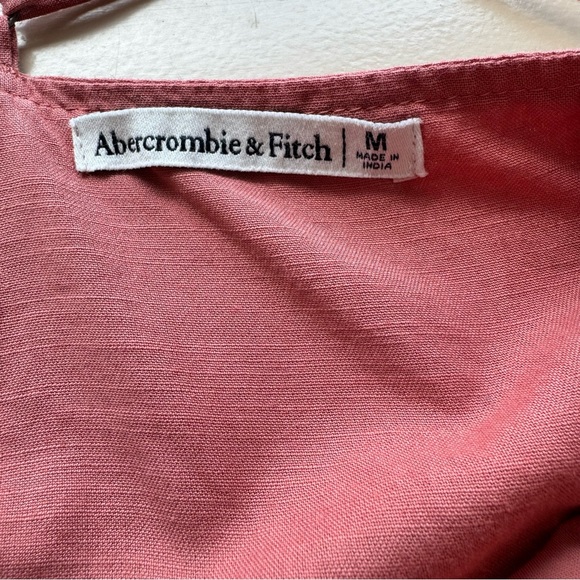 Abercrombie & Fitch | M
MADE IN
INDIA